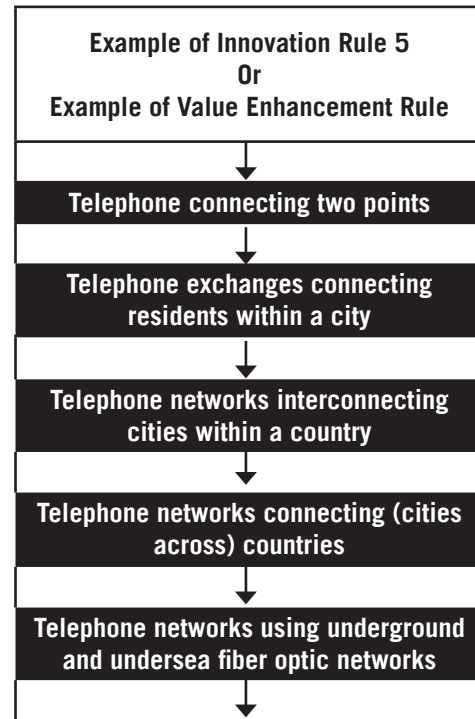 Example of Innovation Rule 5
Or
Example of Value Enhancement Rule
Telephone connecting two points
Telephone exchanges connecting
residents within a city
Telephone networks interconnecting
cities within a country
Telephone networks connecting (cities
across) countries
Telephone networks using underground
and undersea fiber optic networks